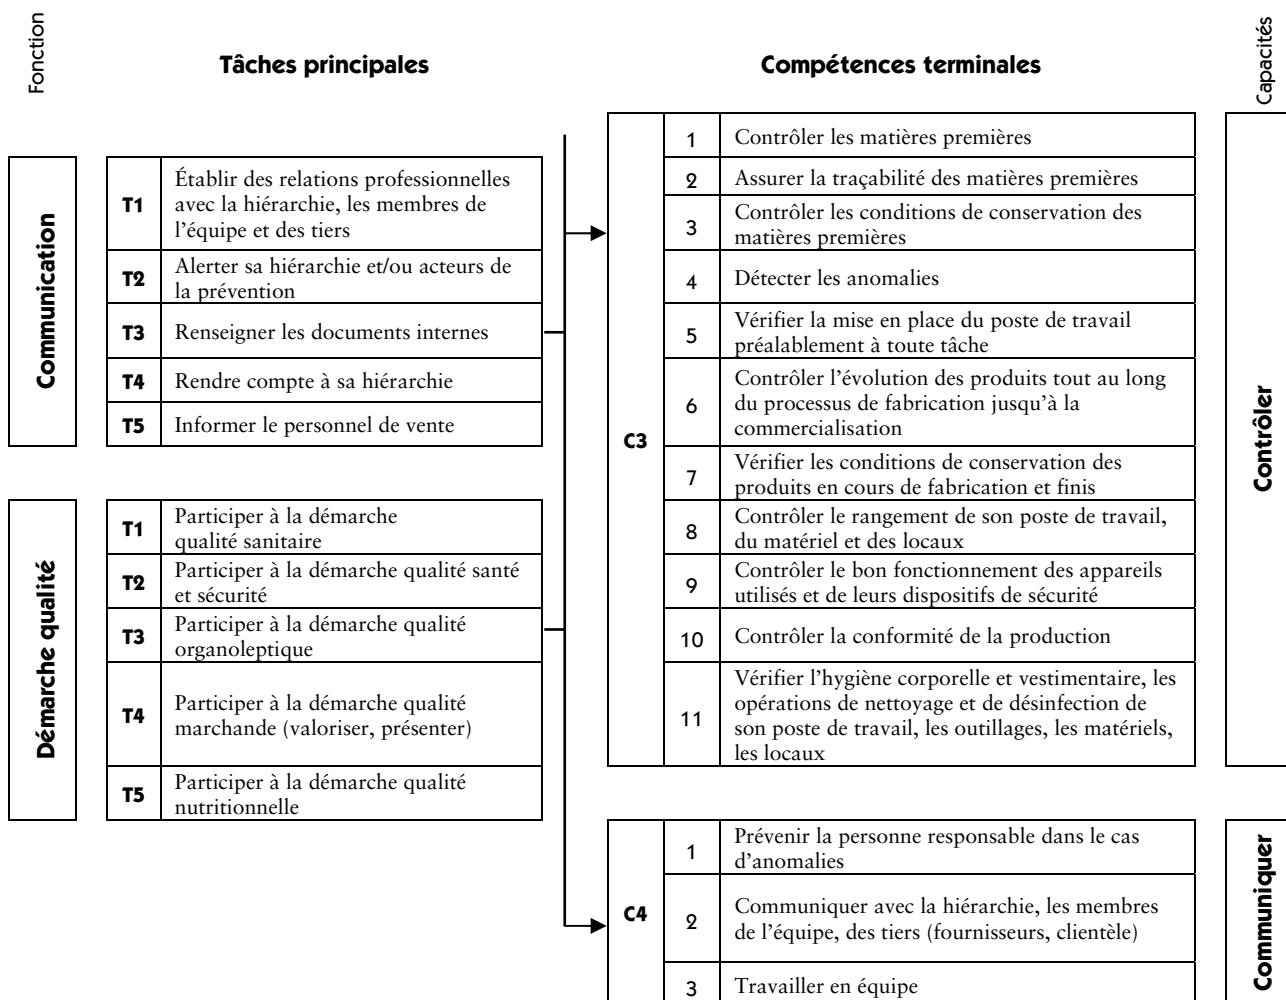 Fonction
Tâches principales
Compétences terminales
Capacités
Communication
T1
Établir des relations professionnelles
avec la hiérarchie, les membres de
l'équipe et des tiers
T2
Alerter sa hiérarchie et/ou acteurs de
la prévention
T3
Renseigner les documents internes
T4
Rendre compte à sa hiérarchie
T5
Informer le personnel de vente
Démarche qualité
T1
Participer à la démarche
qualité sanitaire
T2
Participer à la démarche qualité santé
et sécurité
T3
Participer à la démarche qualité
organoleptique
T4
Participer à la démarche qualité
marchande (valoriser, présenter)
T5
Participer à la démarche qualité
nutritionnelle
C3
1
Contrôler les matières premières
2
Assurer la traçabilité des matières premières
3
Contrôler les conditions de conservation des
matières premières
4
Détecter les anomalies
5
Vérifier la mise en place du poste de travail
préalablement à toute tâche
6
Contrôler l'évolution des produits tout au long
du processus de fabrication jusqu'à la
commercialisation
7
Vérifier les conditions de conservation des
produits en cours de fabrication et finis
8
Contrôler le rangement de son poste de travail,
du matériel et des locaux
9
Contrôler le bon fonctionnement des appareils
utilisés et de leurs dispositifs de sécurité
10
Contrôler la conformité de la production
11
Vérifier l'hygiène corporelle et vestimentaire, les
opérations de nettoyage et de désinfection de
son poste de travail, les outillages, les matériels,
les locaux
Contrôler
C4
1
Prévenir la personne responsable dans le cas
d'anomalies
2
Communiquer avec la hiérarchie, les membres
de l'équipe, des tiers (fournisseurs, clientèle)
3
Travailler en équipe
Communiquer